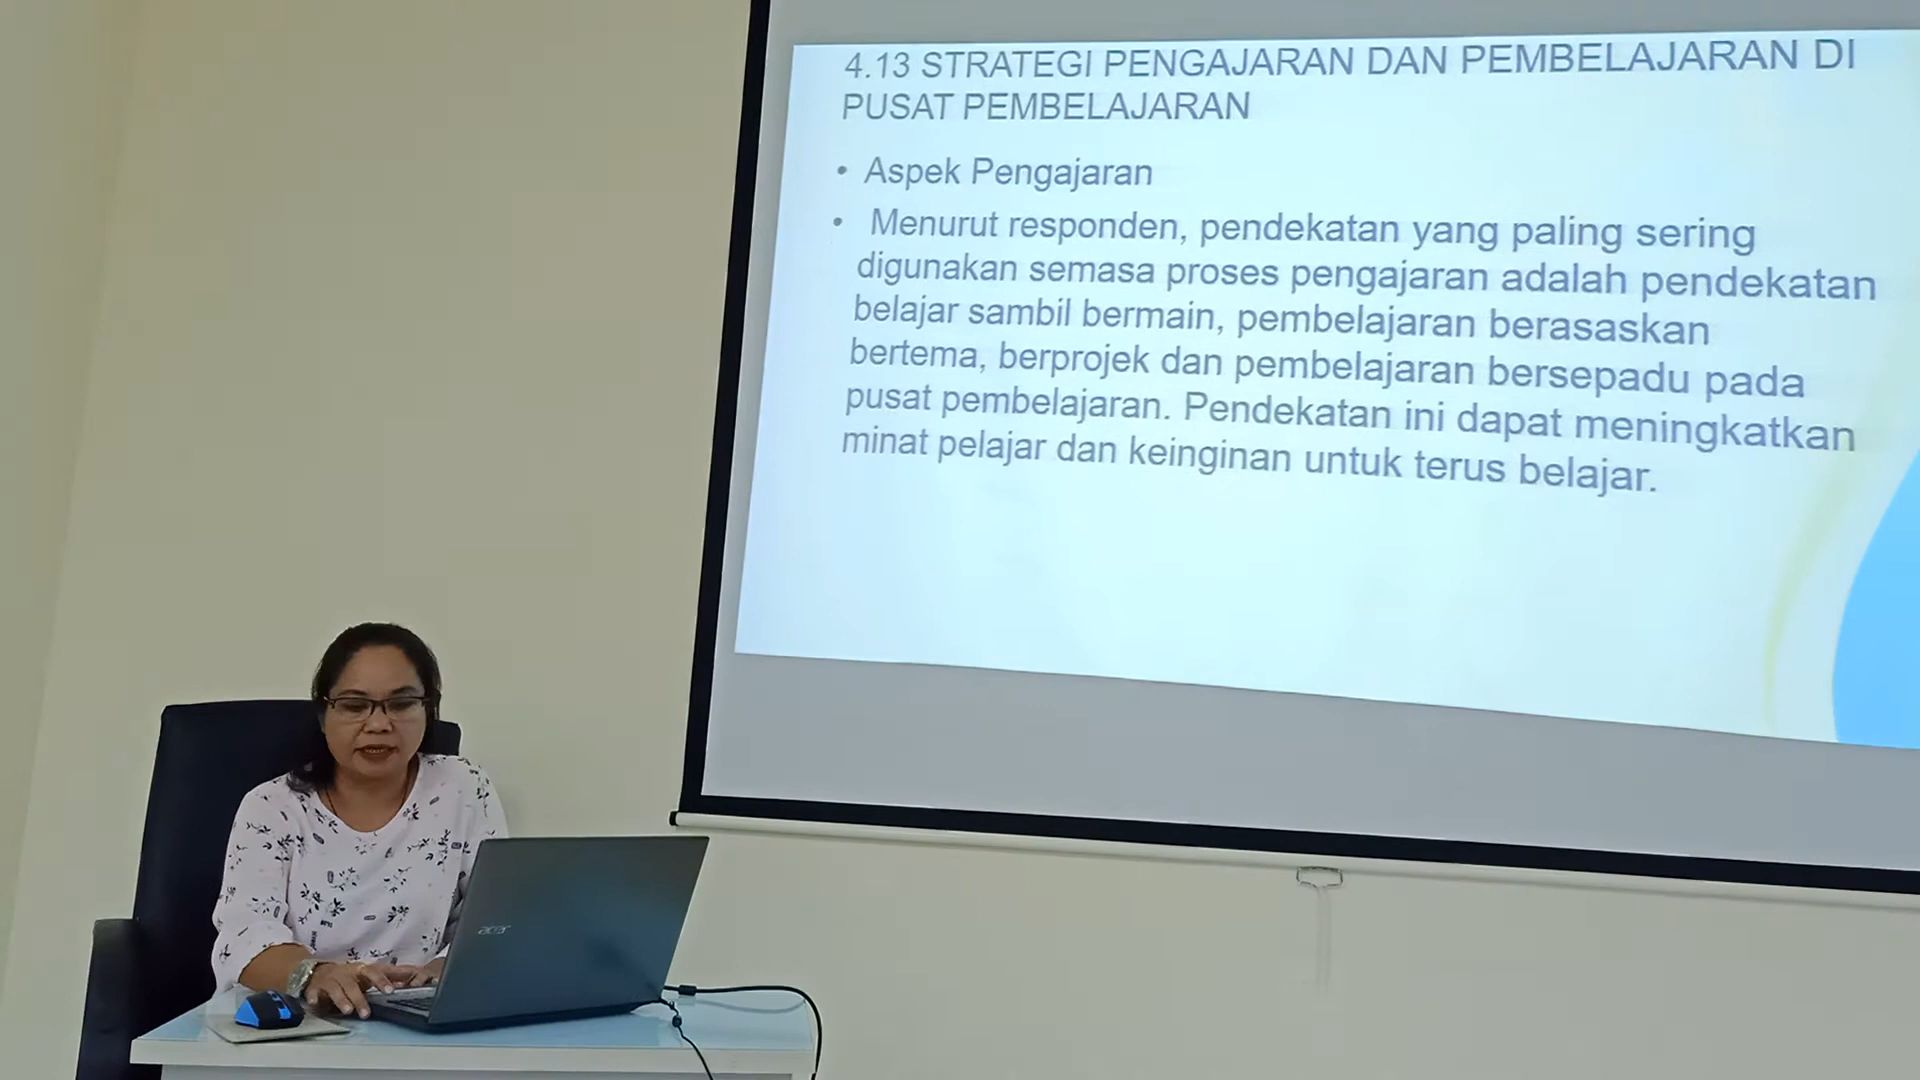 4.13 STRATEGI PENGAJARAN DAN PEMBELAJARAN DI
PUSAT PEMBELAJARAN
• Aspek Pengajaran
• Menurut responden, pendekatan yang paling sering
digunakan semasa proses pengajaran adalah pendekatan
belajar sambil bermain, pembelajaran berasaskan
bertema, berprojek dan pembelajaran bersepadu pada
pusat pembelajaran. Pendekatan ini dapat meningkatkan
minat pelajar dan keinginan untuk terus belajar.
acer